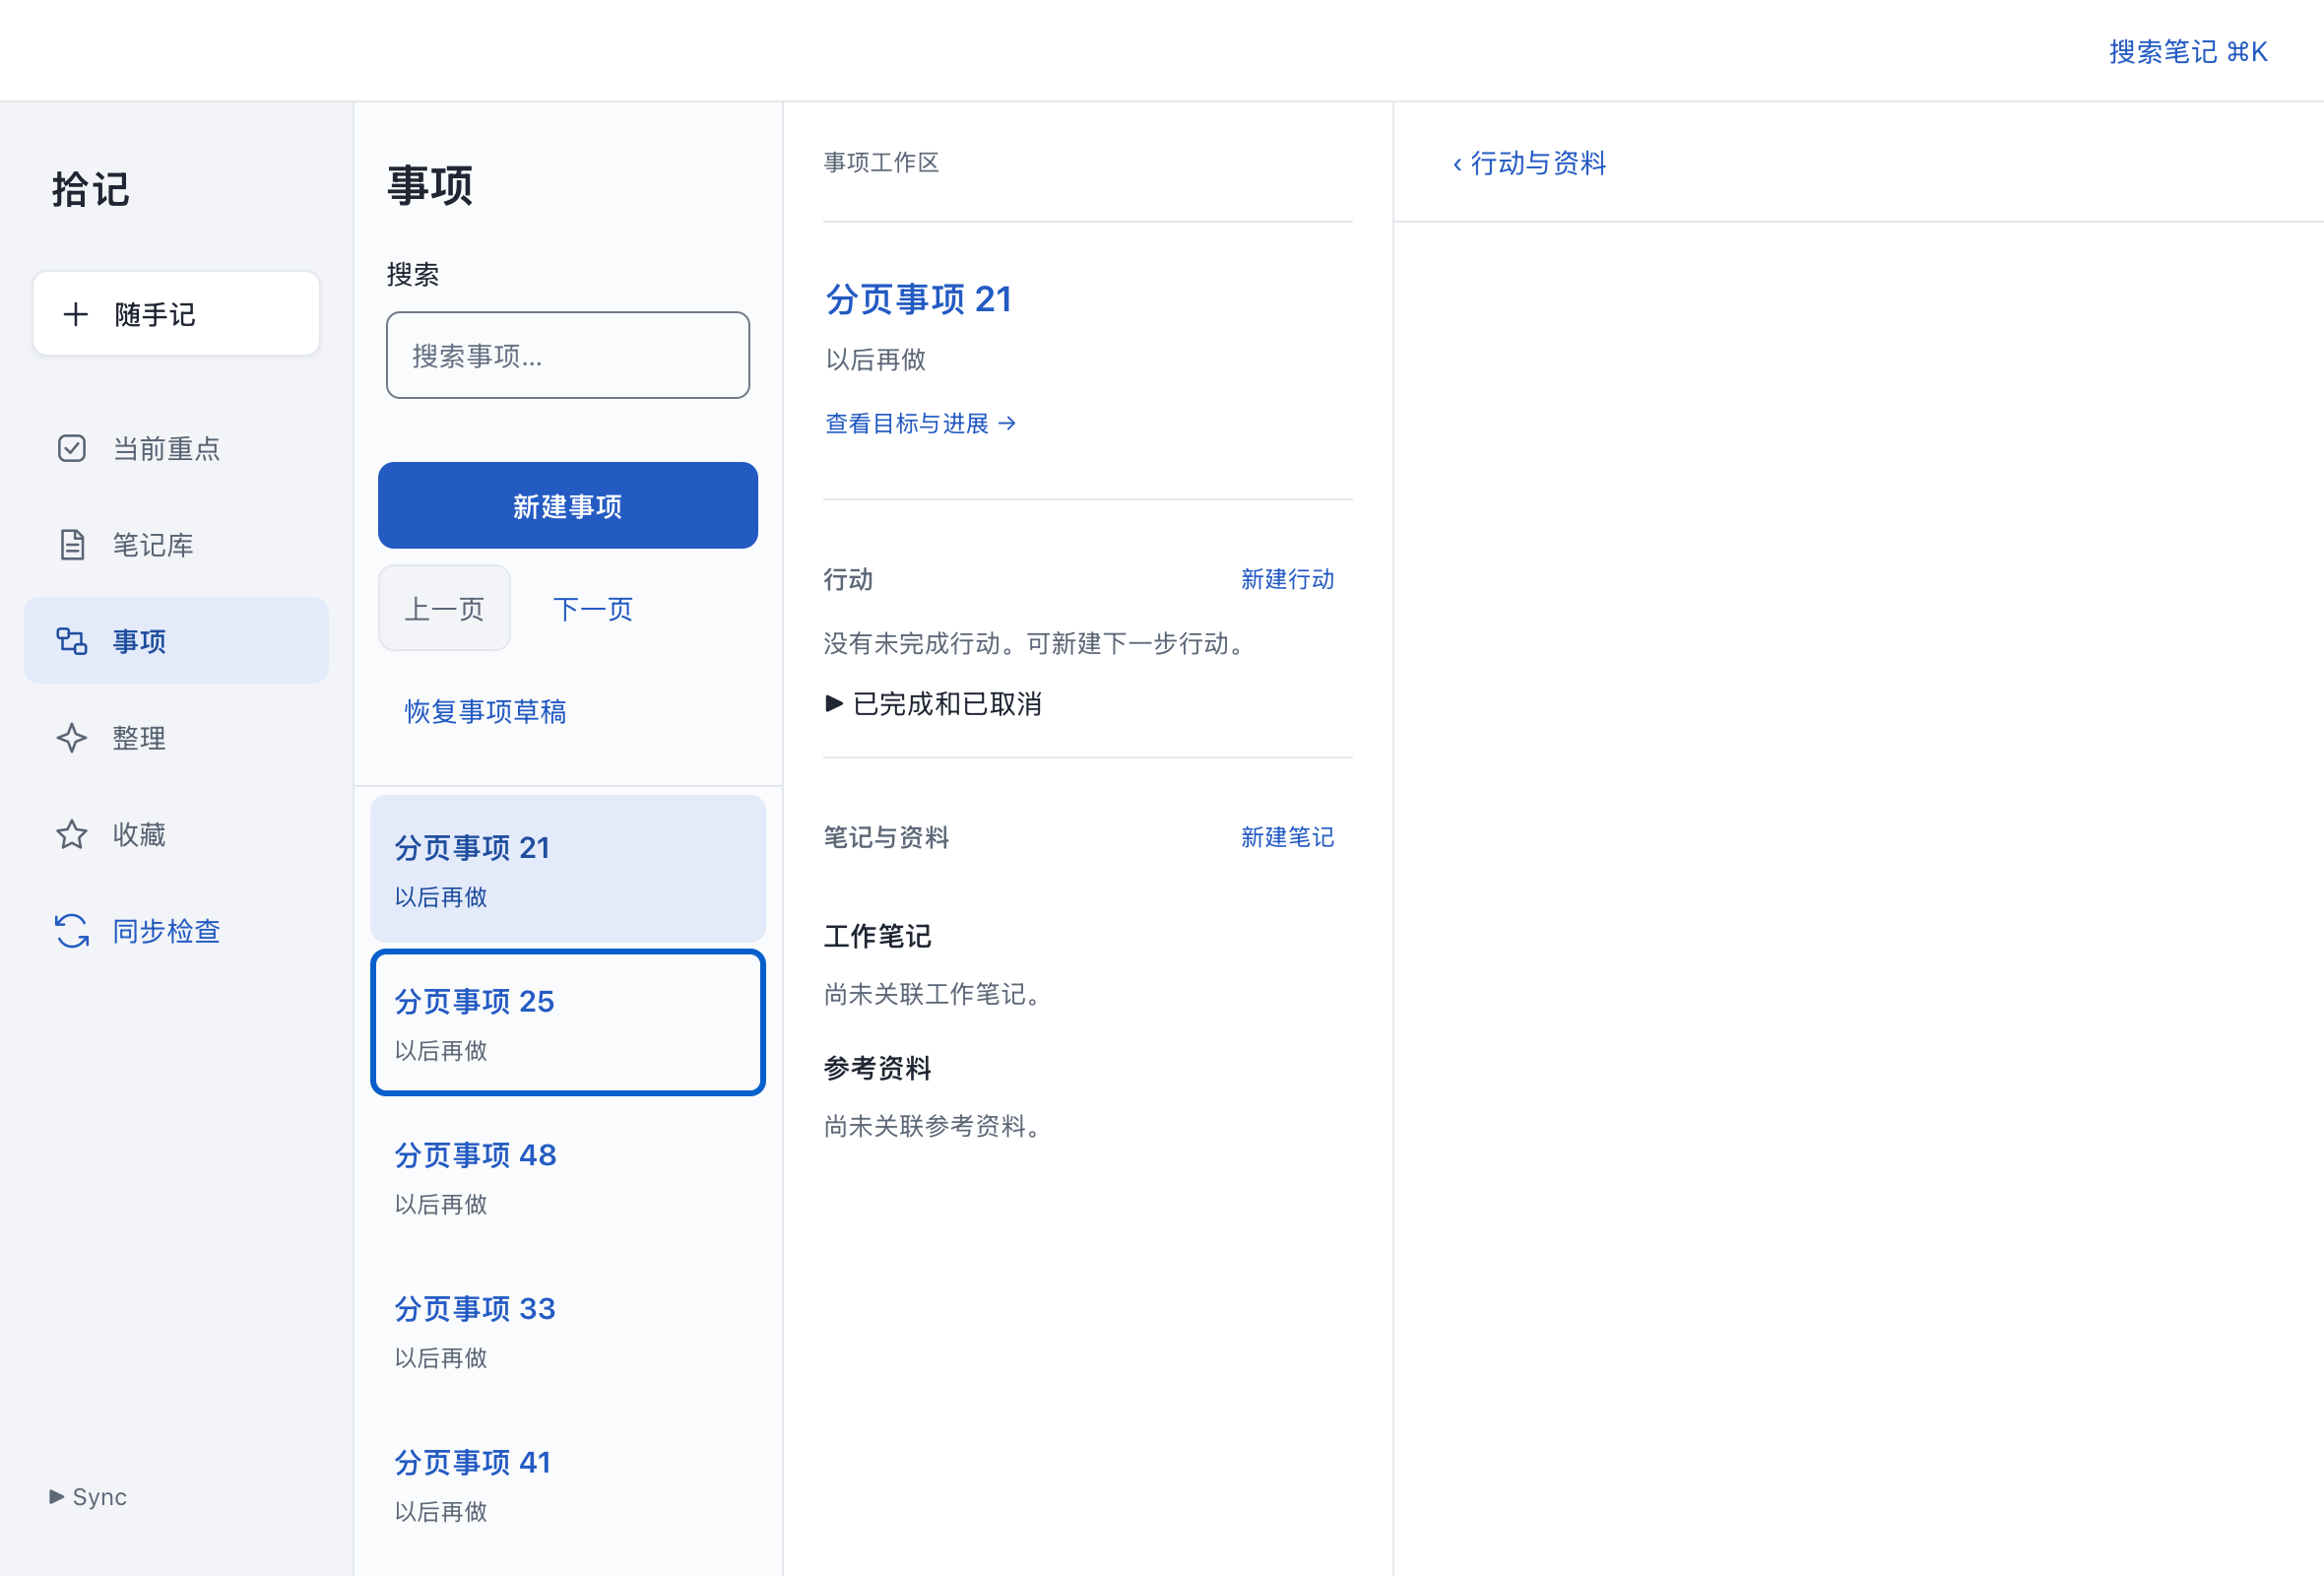 搜索笔记 ⌘K
拾记
随手记
当前重点
笔记库
事项
整理
收藏
同步检查
▶ Sync
事项
搜索
搜索事项...
新建事项
上一页
下一页
恢复事项草稿
分页事项 21
以后再做
分页事项 25
以后再做
分页事项 48
以后再做
分页事项 33
以后再做
分页事项 41
以后再做
事项工作区
分页事项 21
以后再做
查看目标与进展 →
行动
新建行动
没有未完成行动。可新建下一步行动。
▶ 已完成和已取消
笔记与资料
新建笔记
工作笔记
尚未关联工作笔记。
参考资料
尚未关联参考资料。
‹ 行动与资料